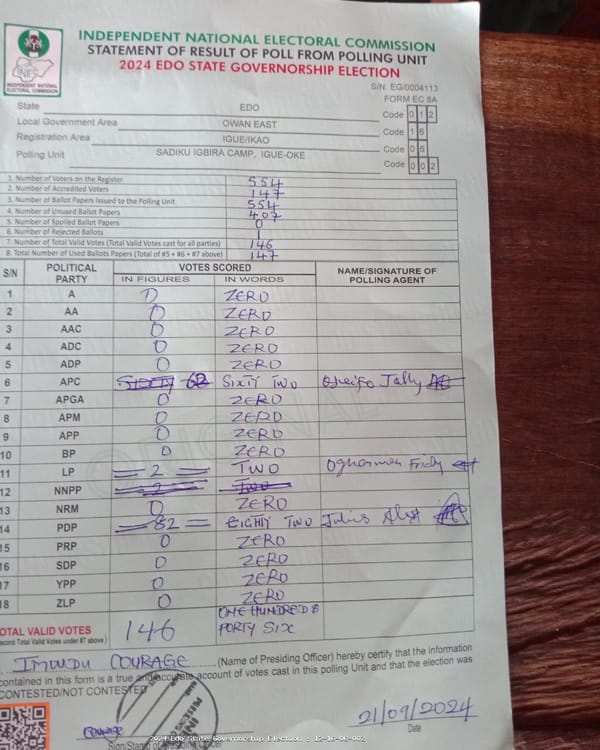 INDEPENDENT NATIONAL ELECTORAL COMMISSION
STATEMENT OF RESULT OF POLL FROM POLLING UNIT
2024 EDO STATE GOVERNORSHIP ELECTION
INEC
INDEPENDENT NATIONAL
ELECTORAL COMMISSION
S/N: EG/0004113
FORM EC 8A
State EDO Code 0 1 2
Local Government Area OWAN EAST Code 1 6
Registration Area IGUE/IKAO Code 0 6
Polling Unit SADIKU IGBIRA CAMP, IGUE-OKE Code 0 0 2
1. Number of Voters on the Register 554
2. Number of Accredited Voters 147
3. Number of Ballot Papers Issued to the Polling Unit 554
4. Number of Unused Ballot Papers 407
5. Number of Spoiled Ballot Papers 0
6. Number of Rejected Ballots 1
7. Number of Total Valid Votes (Total Valid Votes cast for all parties) 146
8. Total Number of Used Ballots Papers (Total of #5 + #6 + #7 above) 147
S/N POLITICAL PARTY VOTES SCORED NAME/SIGNATURE OF POLLING AGENT
IN FIGURES IN WORDS
1 A 0 ZERO
2 AA 0 ZERO
3 AAC 0 ZERO
4 ADC 0 ZERO
5 ADP 0 ZERO
6 APC 62 SIXTY TWO
7 APGA 0 ZERO
8 APM 0 ZERO
9 APP 0 ZERO
10 BP 0 ZERO
11 LP 2 TWO
12 NNPP 2 Two
13 NRM 0 ZERO
14 PDP 82 EIGHTY TWO Julius
15 PRP 0 ZERO
16 SDP 0 ZERO
17 YPP 0 ZERO
18 ZLP 0 ZERO
TOTAL VALID VOTES 146 ONE HUNDRED &
FORTY SIX
Record Total Valid Votes under #7 above)
IMOUDU COURAGE (Name of Presiding Officer) hereby certify that the information
contained in this form is a true and accurate account of votes cast in this polling Unit and that the election was
CONTESTED/NOT CONTESTED
21/09/2024
Date
Courage
Sign/Stamp of Presiding Officer
2024 Edo State Governorship Election - 12-16-06-002